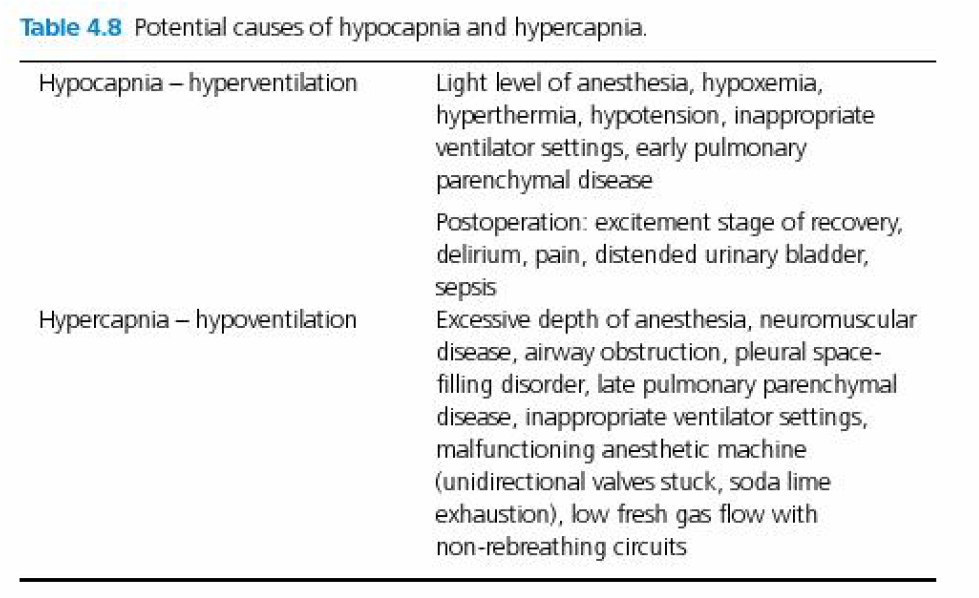 Table 4.8 Potential causes of hypocapnia and hypercapnia.
Hypocapnia – hyperventilation
Light level of anesthesia, hypoxemia,
hyperthermia, hypotension, inappropriate
ventilator settings, early pulmonary
parenchymal disease
Postoperation: excitement stage of recovery,
delirium, pain, distended urinary bladder,
sepsis
Hypercapnia – hypoventilation
Excessive depth of anesthesia, neuromuscular
disease, airway obstruction, pleural space-
filling disorder, late pulmonary parenchymal
disease, inappropriate ventilator settings,
malfunctioning anesthetic machine
(unidirectional valves stuck, soda lime
exhaustion), low fresh gas flow with
non-rebreathing circuits